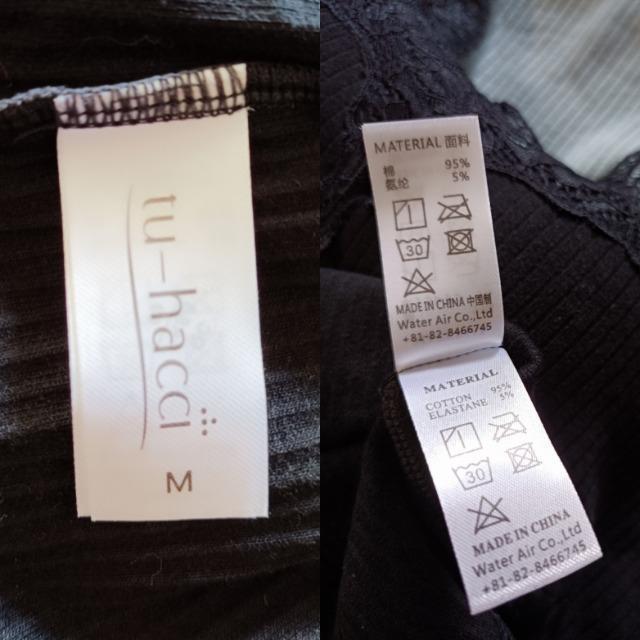 tu-hacci
M
MATERIAL 面料
棉 95%
氨纶 5%
30
MADE IN CHINA 中国制
Water Air Co.,Ltd
+81-82-8466745
MATERIAL
COTTON 95%
ELASTANE 5%
30
MADE IN CHINA
Water Air Co.,Ltd
+81-82-8466745